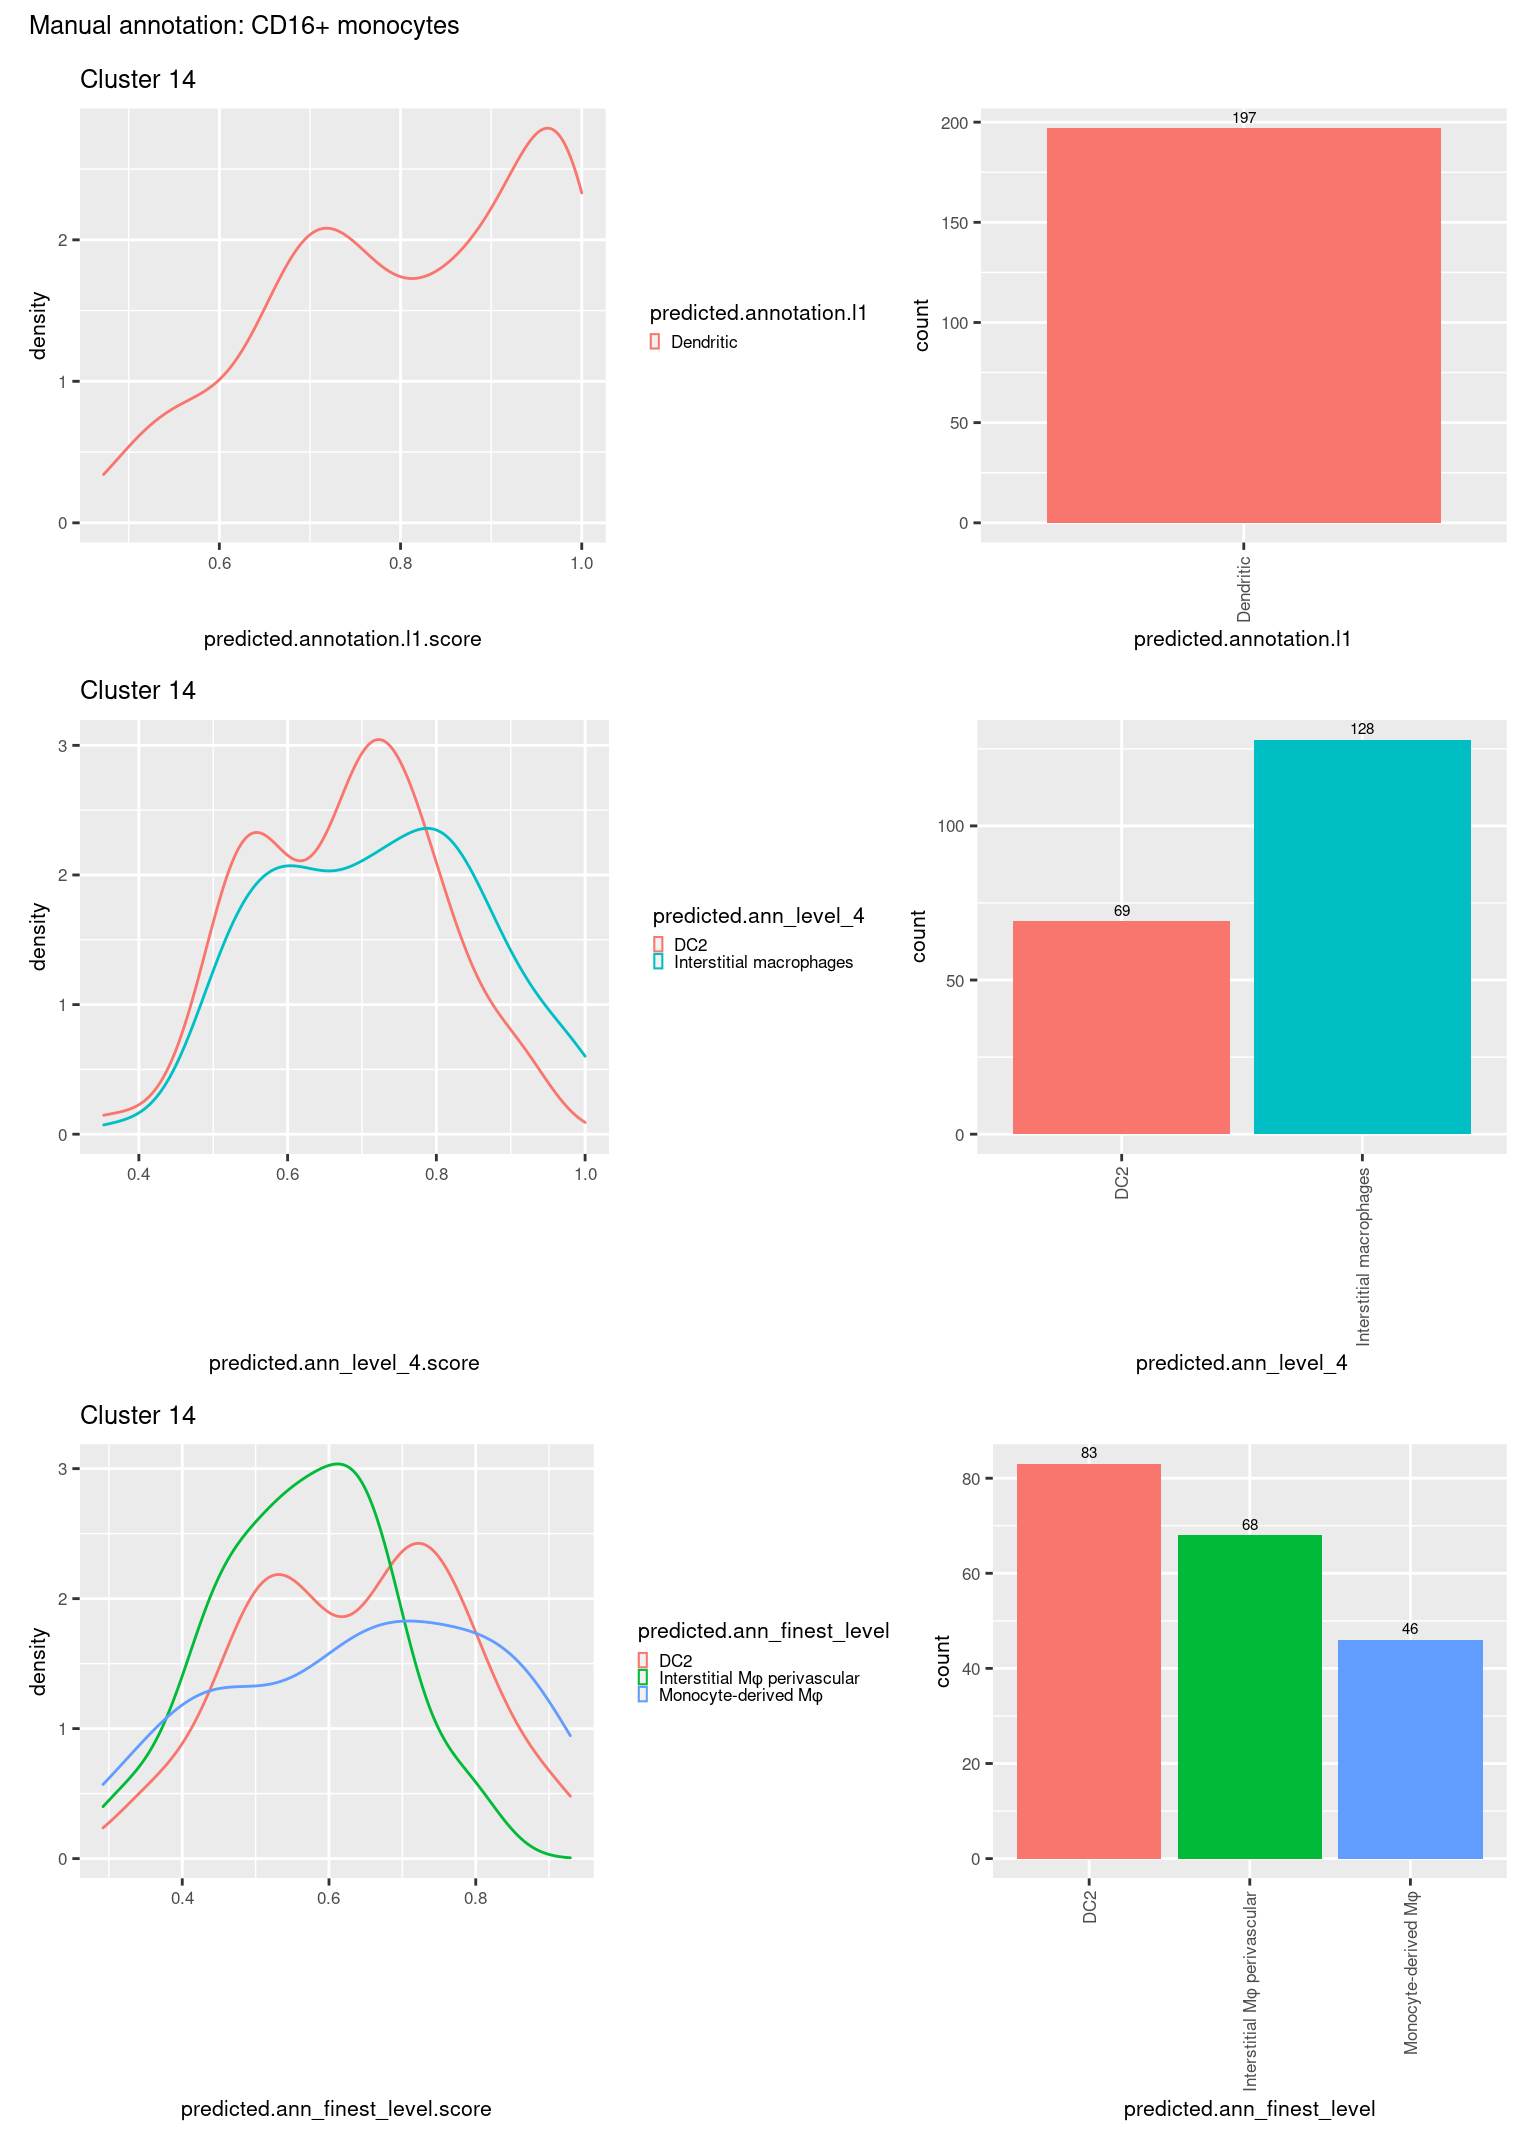 Manual annotation: CD16+ monocytes
Cluster 14
density
2
1
0
0.6
0.8
1.0
predicted.annotation.l1.score
predicted.annotation.l1
Dendritic
count
200
150
100
50
0
197
Dendritic
predicted.annotation.l1
Cluster 14
density
3
2
1
0
0.4
0.6
0.8
1.0
predicted.ann_level_4.score
predicted.ann_level_4
DC2
Interstitial macrophages
count
100
50
0
69
128
DC2
Interstitial macrophages
predicted.ann_level_4
Cluster 14
density
3
2
1
0
0.4
0.6
0.8
predicted.ann_finest_level.score
predicted.ann_finest_level
DC2
Interstitial Mφ perivascular
Monocyte-derived Mφ
count
80
60
40
20
0
83
68
46
DC2
Interstitial Mφ perivascular
Monocyte-derived Mφ
predicted.ann_finest_level